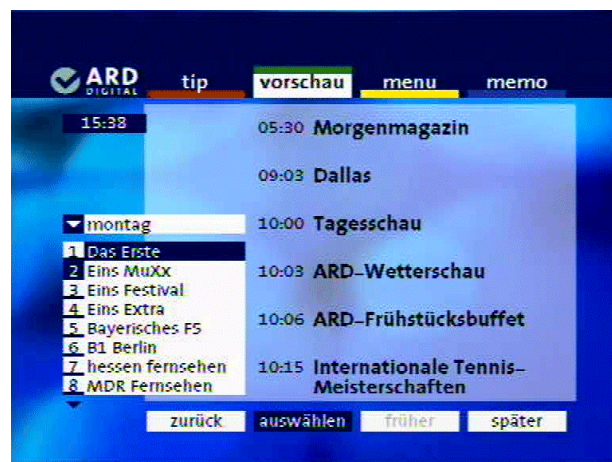 ARD
DIGITAL
tip
vorschau
menu
memo
15:38
05:30 Morgenmagazin
09:03 Dallas
10:00 Tagesschau
10:03 ARD-Wetterschau
10:06 ARD-Frühstücksbuffet
10:15 Internationale Tennis-
Meisterschaften
montag
1 Das Erste
2 Eins MuXx
3 Eins Festival
4 Eins Extra
5 Bayerisches FS
6 B1 Berlin
7 hessen fernsehen
8 MDR Fernsehen
zurück
auswählen
früher
später